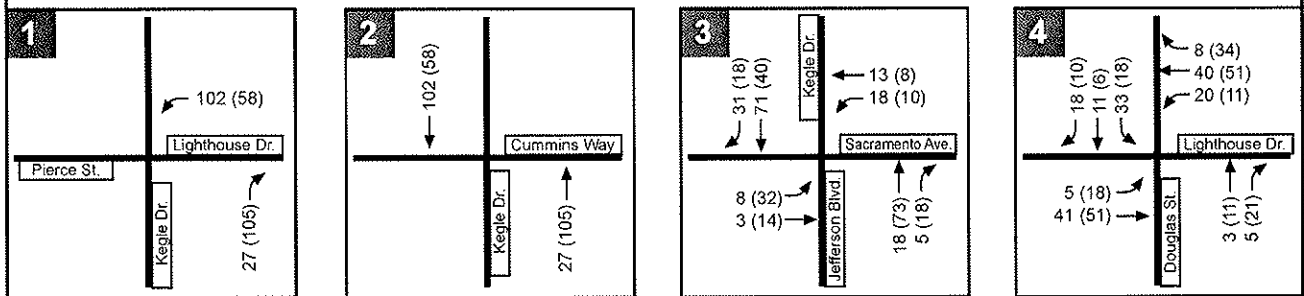 1
102 (58)
Lighthouse Dr.
Pierce St.
Kegle Dr.
27 (105)
2
102 (58)
Cummins Way
Kegle Dr.
27 (105)
3
31 (18)
71 (40)
Kegle Dr.
13 (8)
18 (10)
Sacramento Ave.
8 (32)
3 (14)
Jefferson Blvd.
18 (73)
5 (18)
4
18 (10)
11 (6)
33 (18)
8 (34)
40 (51)
20 (11)
Lighthouse Dr.
5 (18)
41 (51)
Douglas St.
3 (11)
5 (21)